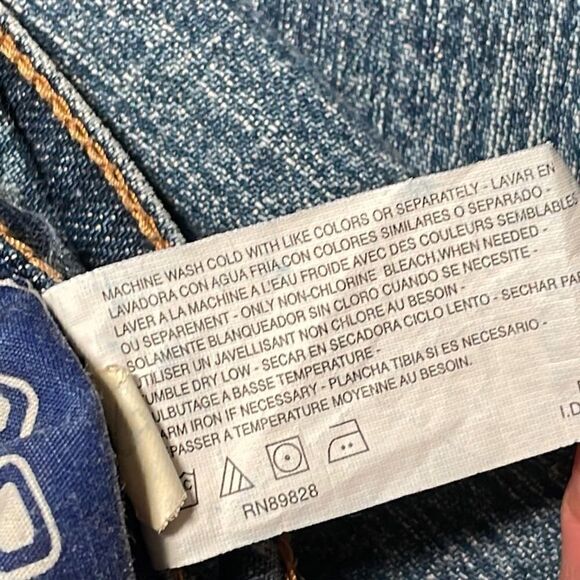 MACHINE WASH COLD WITH LIKE COLORS OR SEPARATELY - LAVAR EN
LAVADORA CON AGUA FRIA CON COLORES SIMILARES O SEPARADO -
LAVER A LA MACHINE A L'EAU FROIDE AVEC DES COULEURS SEMBLABLES
OU SEPAREMENT - ONLY NON-CHLORINE BLEACH,WHEN NEEDED -
SOLAMENTE BLANQUEADOR SIN CLORO CUANDO SE NECESITE -
UTILISER UN JAVELLISANT NON CHLORE AU BESOIN -
TUMBLE DRY LOW - SECAR EN SECADORA CICLO LENTO - SECHAR PA
CULBUTAGE A BASSE TEMPERATURE -
ARM IRON IF NECESSARY - PLANCHA TIBIA SI ES NECESARIO -
EPASSER A TEMPERATURE MOYENNE AU BESOIN.
I.D
RN89828